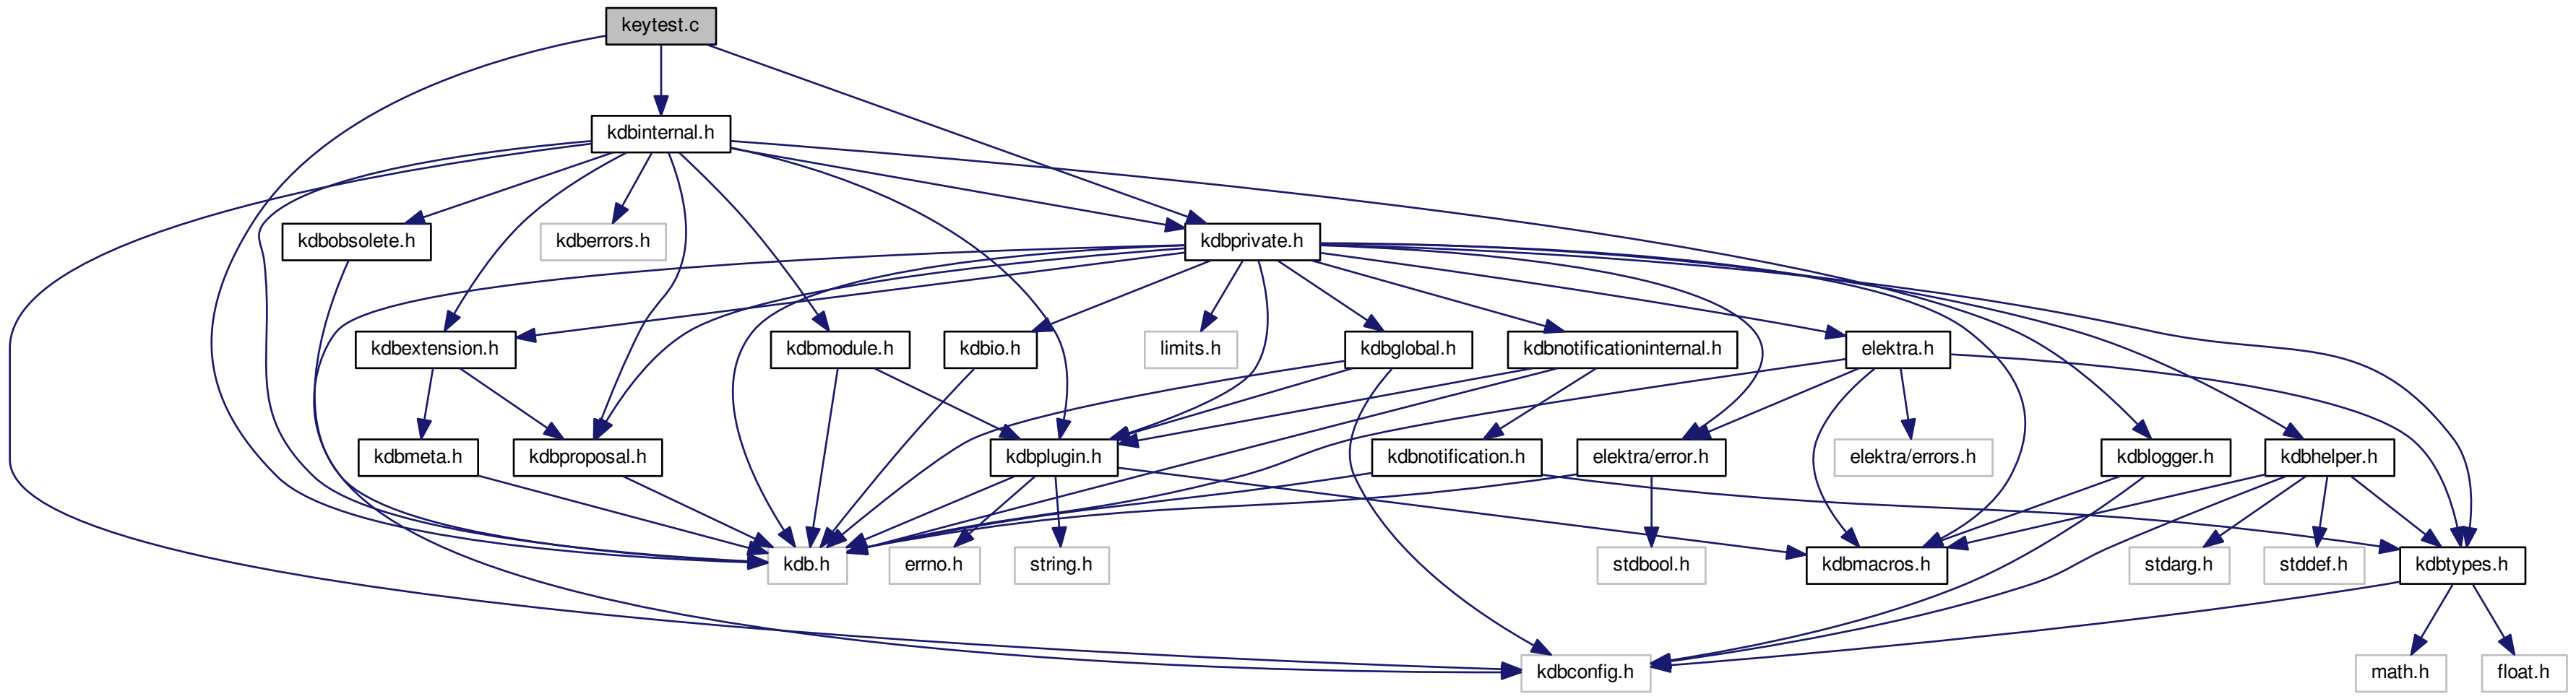 keytest.c
kdbinternal.h
kdbobsolete.h
kdberrors.h
kdbprivate.h
kdbextension.h
kdbmodule.h
kdbio.h
limits.h
kdbglobal.h
kdbnotificationinternal.h
elektra.h
kdbmeta.h
kdbproposal.h
kdbplugin.h
kdbnotification.h
elektra/error.h
elektra/errors.h
kdblogger.h
kdbhelper.h
kdb.h
errno.h
string.h
stdbool.h
kdbmacros.h
stdarg.h
stddef.h
kdbtypes.h
kdbconfig.h
math.h
float.h